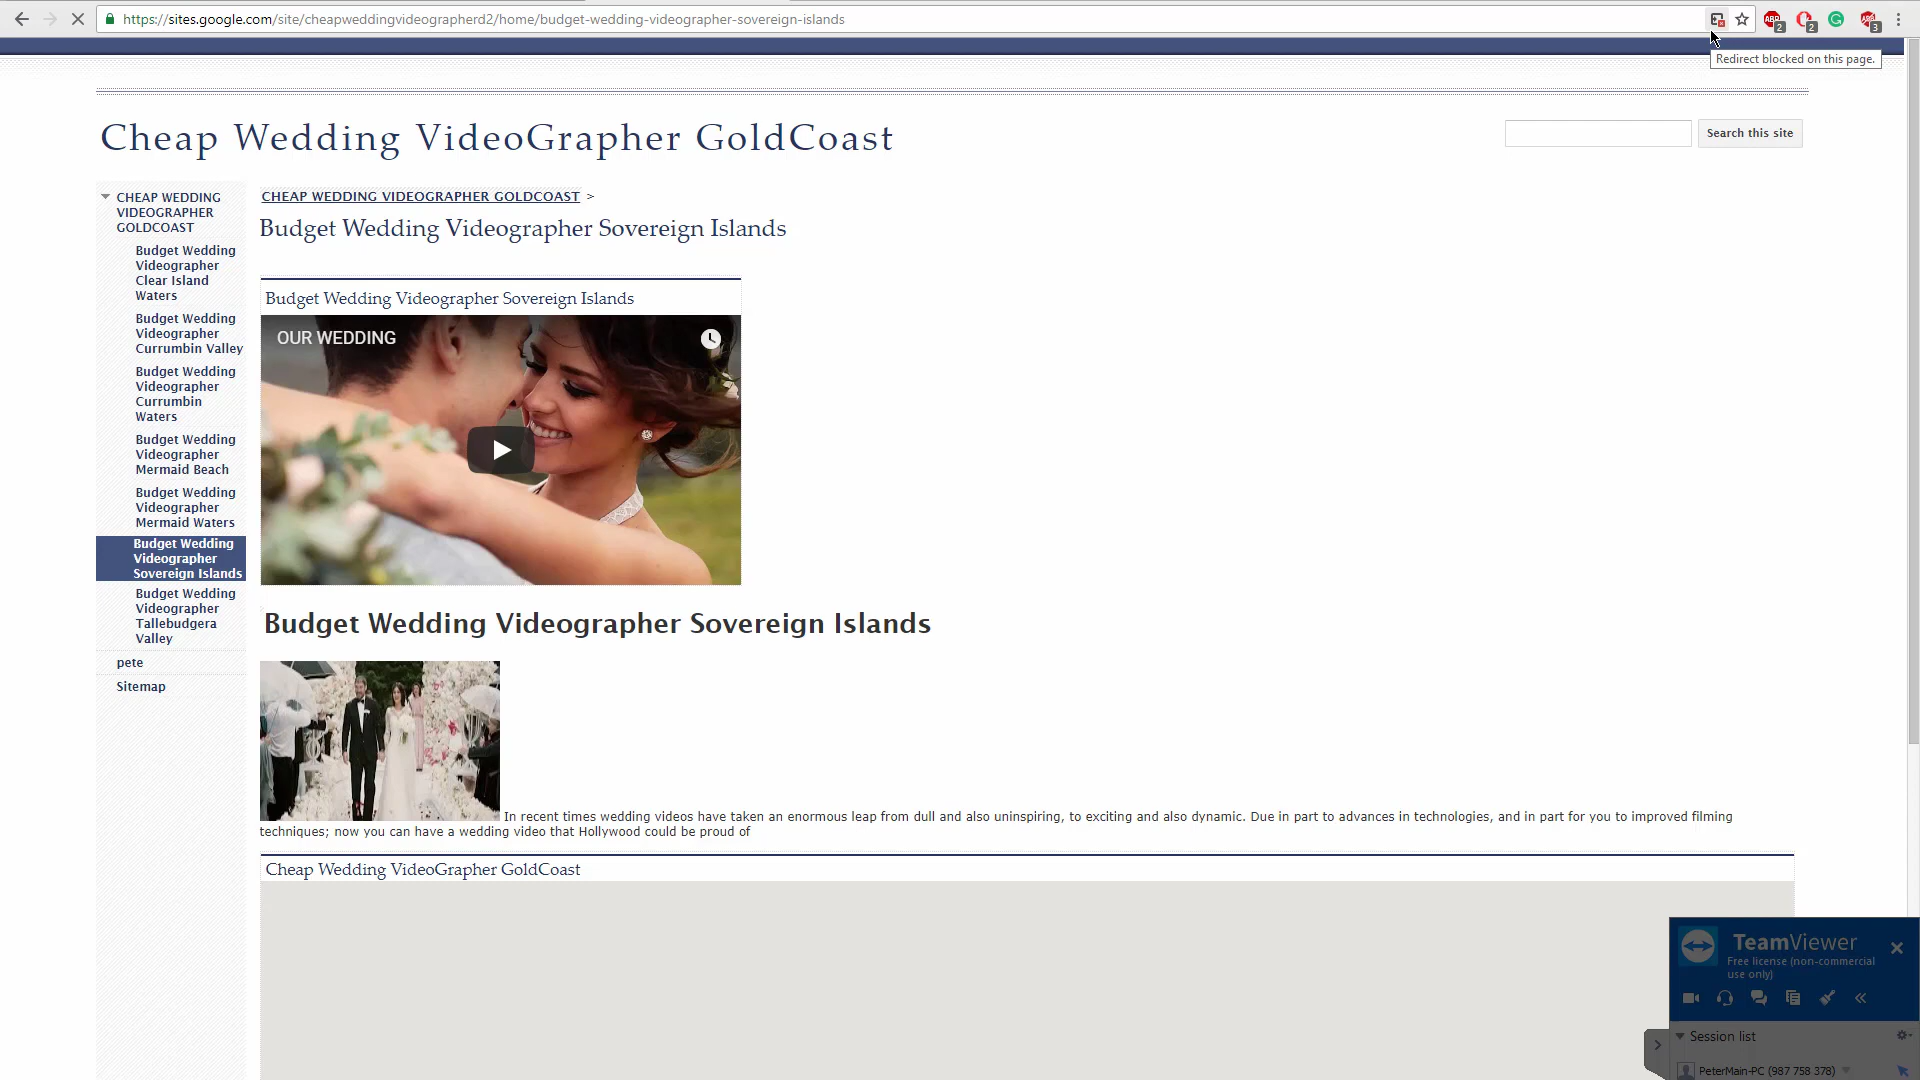 https://sites.google.com/site/cheapweddingvideographerd2/home/budget-wedding-videographer-sovereign-islands
ABP
2
2
3
Redirect blocked on this page.
Cheap Wedding VideoGrapher GoldCoast
Search this site
CHEAP WEDDING
VIDEOGRAPHER
GOLDCOAST
Budget Wedding
Videographer
Clear Island
Waters
Budget Wedding
Videographer
Currumbin Valley
Budget Wedding
Videographer
Currumbin
Waters
Budget Wedding
Videographer
Mermaid Beach
Budget Wedding
Videographer
Mermaid Waters
Budget Wedding
Videographer
Sovereign Islands
Budget Wedding
Videographer
Tallebudgera
Valley
pete
Sitemap
CHEAP WEDDING VIDEOGRAPHER GOLDCOAST >
Budget Wedding Videographer Sovereign Islands
Budget Wedding Videographer Sovereign Islands
OUR WEDDING
Budget Wedding Videographer Sovereign Islands
In recent times wedding videos have taken an enormous leap from dull and also uninspiring, to exciting and also dynamic. Due in part to advances in technologies, and in part for you to improved filming
techniques; now you can have a wedding video that Hollywood could be proud of
Cheap Wedding VideoGrapher GoldCoast
TeamViewer
Free license (non-commercial
use only)
Session list
PeterMain-PC (987 758 378)